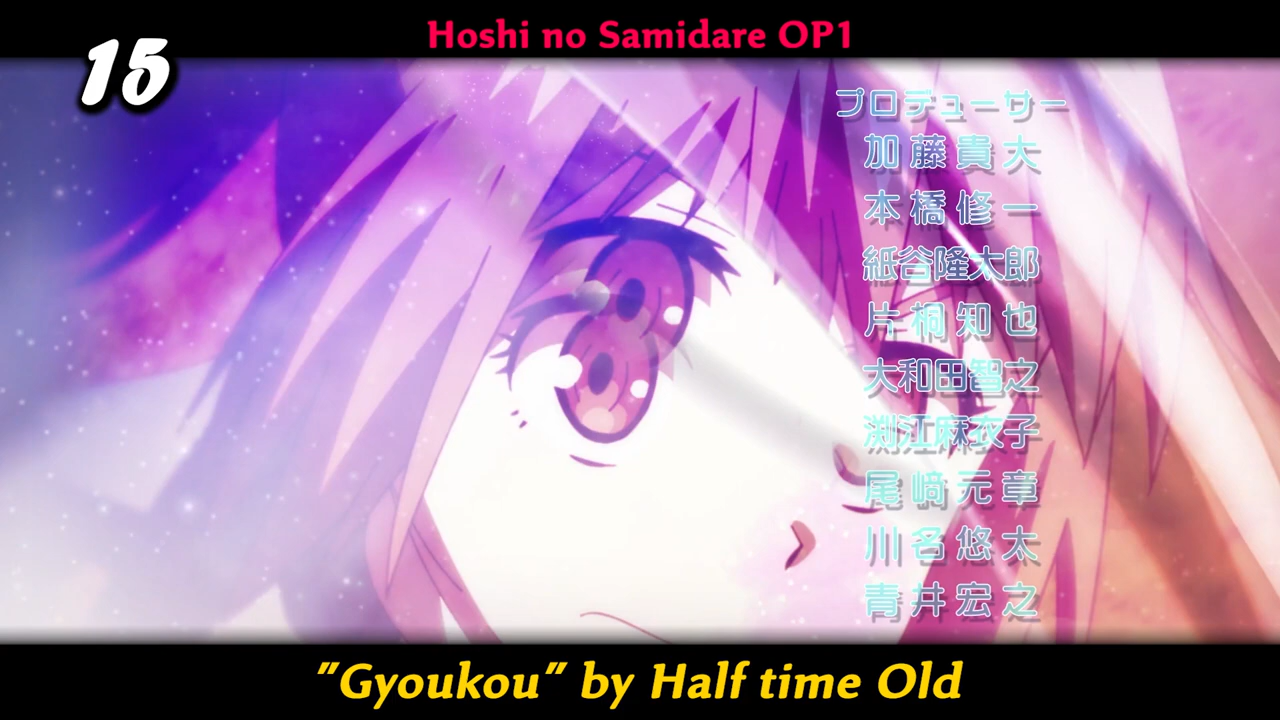 Hoshi no Samidare OP1
15
プロデューサー
加藤貴大
本橋修一
紙谷隆太郎
片桐知也
大和田智之
渕江麻衣子
尾﨑元章
川名悠太
青井宏之
"Gyoukou" by Half time Old